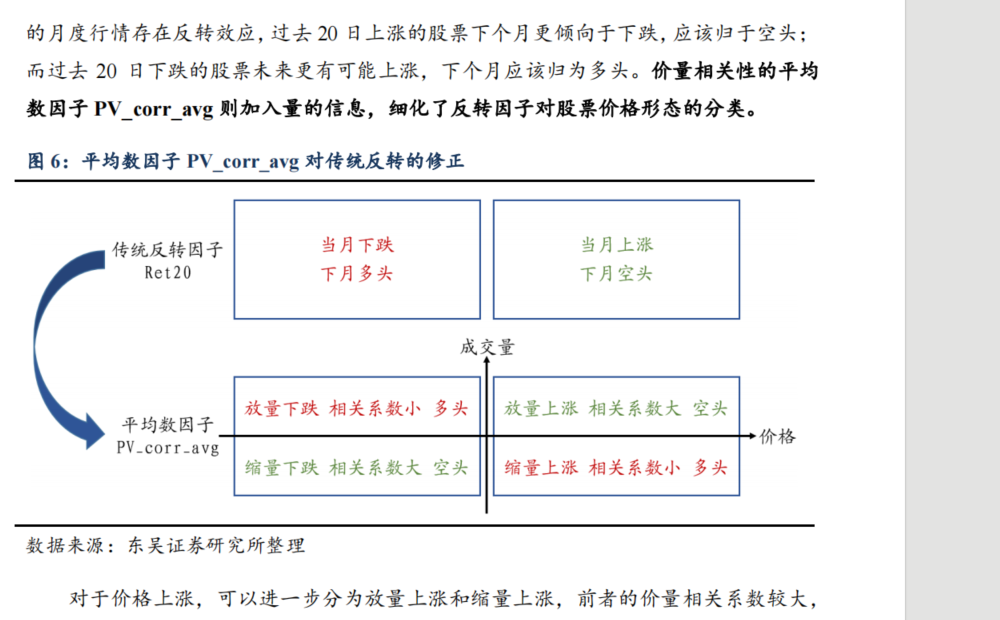 的月度行情存在反转效应，过去 20 日上涨的股票下个月更倾向于下跌，应该归于空头；
而过去 20 日下跌的股票未来更有可能上涨，下个月应该归为多头。价量相关性的平均
数因子 PV_corr_avg 则加入量的信息，细化了反转因子对股票价格形态的分类。
图 6：平均数因子 PV_corr_avg 对传统反转的修正
传统反转因子
Ret20
当月下跌
下月多头
当月上涨
下月空头
成交量
平均数因子
PV_corr_avg
放量下跌 相关系数小 多头
放量上涨 相关系数大 空头
价格
缩量下跌 相关系数大 空头
缩量上涨 相关系数小 多头
数据来源：东吴证券研究所整理
对于价格上涨，可以进一步分为放量上涨和缩量上涨，前者的价量相关系数较大，